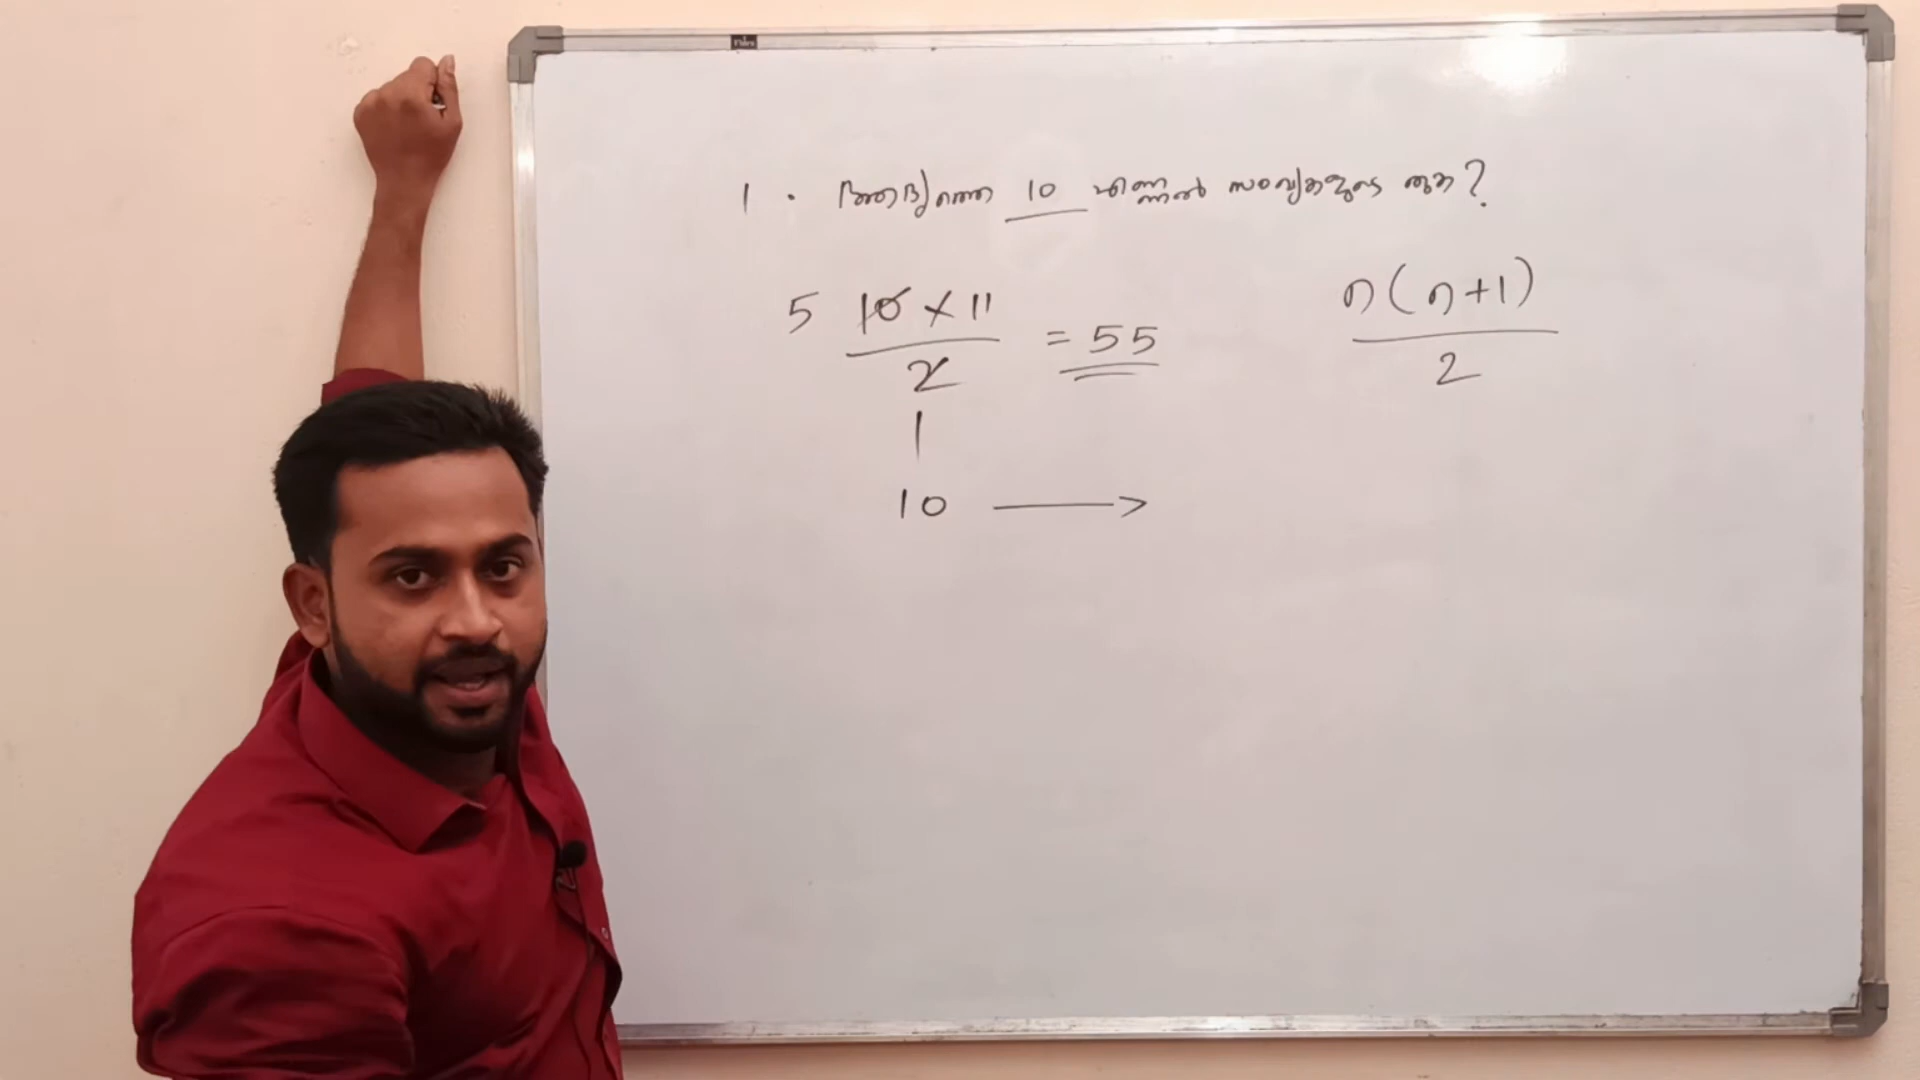 1 . ആദ്യത്തെ 10 എണ്ണൽ സംഖ്യകളുടെ തുക?
5 10 × 11 / 2 = 55
n(n+1) / 2
1
10 →